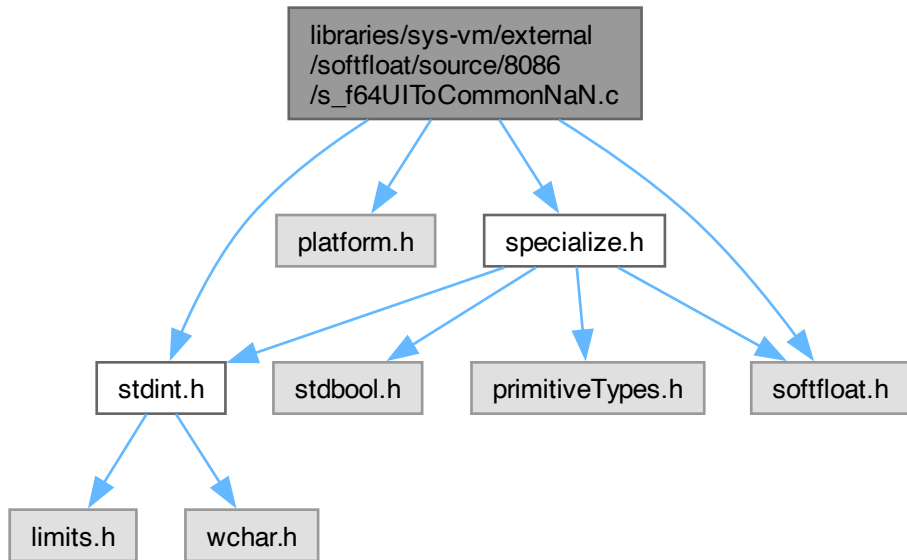 libraries/sys-vm/external
/softfloat/source/8086
/s_f64UIToCommonNaN.c
platform.h
specialize.h
stdint.h
stdbool.h
primitiveTypes.h
softfloat.h
limits.h
wchar.h